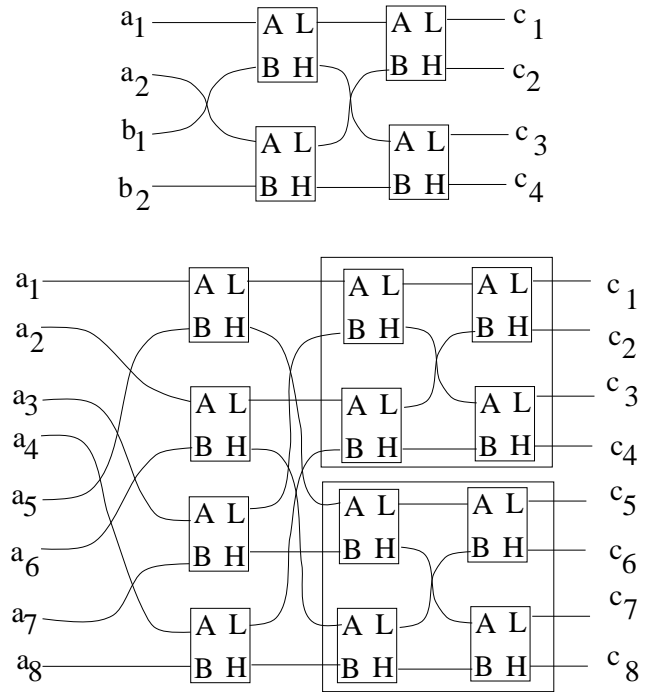 a1 A L A L c1
B H B H c2
a2
b1 A L A L c3
b2 B H B H c4
a1 A L A L A L c1
a2 B H B H B H c2
a3 A L A L A L c3
a4 B H B H B H c4
a5 A L A L A L c5
a6 B H B H B H c6
a7 A L A L A L c7
a8 B H B H B H c8